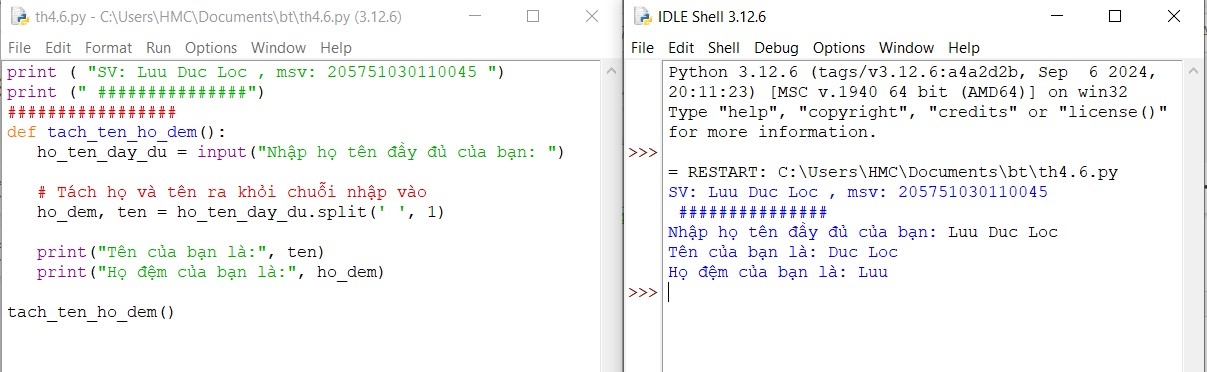 th4.6.py - C:\Users\HMC\Documents\bt\th4.6.py (3.12.6)
File Edit Format Run Options Window Help
print ( "SV: Luu Duc Loc , msv: 205751030110045 ")
print (" ###############")
#################
def tach_ten_ho_dem():
   ho_ten_day_du = input("Nhập họ tên đầy đủ của bạn: ")
   # Tách họ và tên ra khỏi chuỗi nhập vào
   ho_dem, ten = ho_ten_day_du.split(' ', 1)
   print("Tên của bạn là:", ten)
   print("Họ đệm của bạn là:", ho_dem)
tach_ten_ho_dem()
IDLE Shell 3.12.6
File Edit Shell Debug Options Window Help
Python 3.12.6 (tags/v3.12.6:a4a2d2b, Sep  6 2024,
20:11:23) [MSC v.1940 64 bit (AMD64)] on win32
Type "help", "copyright", "credits" or "license()"
for more information.
>>>
= RESTART: C:\Users\HMC\Documents\bt\th4.6.py
SV: Luu Duc Loc , msv: 205751030110045
 ###############
Nhập họ tên đầy đủ của bạn: Luu Duc Loc
Tên của bạn là: Duc Loc
Họ đệm của bạn là: Luu
>>>